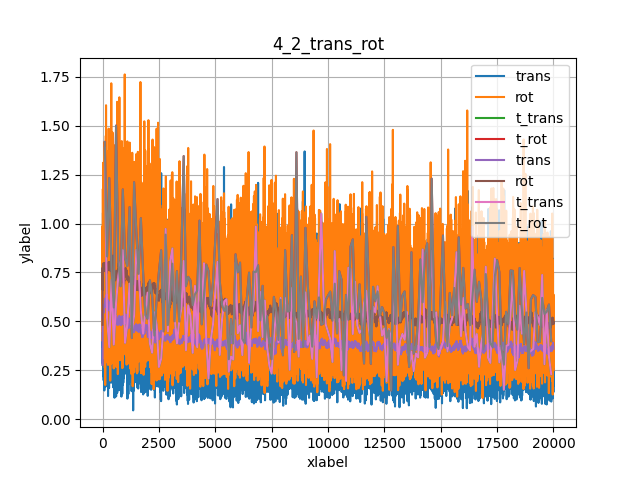 4_2_trans_rot
1.75
1.50
1.25
1.00
0.75
0.50
0.25
0.00
ylabel
0 2500 5000 7500 10000 12500 15000 17500 20000
xlabel
trans
rot
t_trans
t_rot
trans
rot
t_trans
t_rot